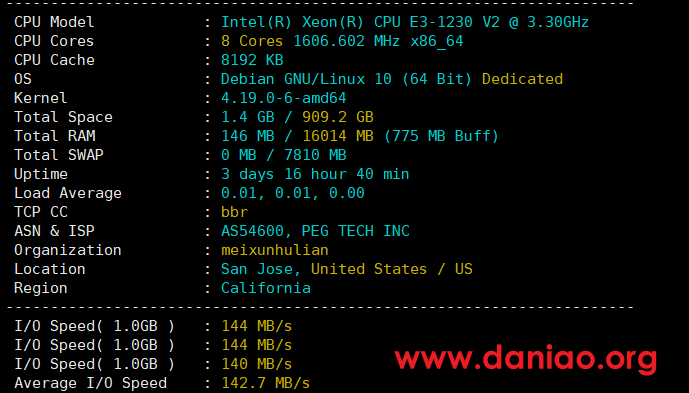 ----------------------------------------------------------------------
CPU Model : Intel(R) Xeon(R) CPU E3-1230 V2 @ 3.30GHz
CPU Cores : 8 Cores 1606.602 MHz x86_64
CPU Cache : 8192 KB
OS : Debian GNU/Linux 10 (64 Bit) Dedicated
Kernel : 4.19.0-6-amd64
Total Space : 1.4 GB / 909.2 GB
Total RAM : 146 MB / 16014 MB (775 MB Buff)
Total SWAP : 0 MB / 7810 MB
Uptime : 3 days 16 hour 40 min
Load Average : 0.01, 0.01, 0.00
TCP CC : bbr
ASN & ISP : AS54600, PEG TECH INC
Organization : meixunhulian
Location : San Jose, United States / US
Region : California
----------------------------------------------------------------------
I/O Speed( 1.0GB ) : 144 MB/s
I/O Speed( 1.0GB ) : 144 MB/s
I/O Speed( 1.0GB ) : 140 MB/s
Average I/O Speed : 142.7 MB/s
www.daniao.org